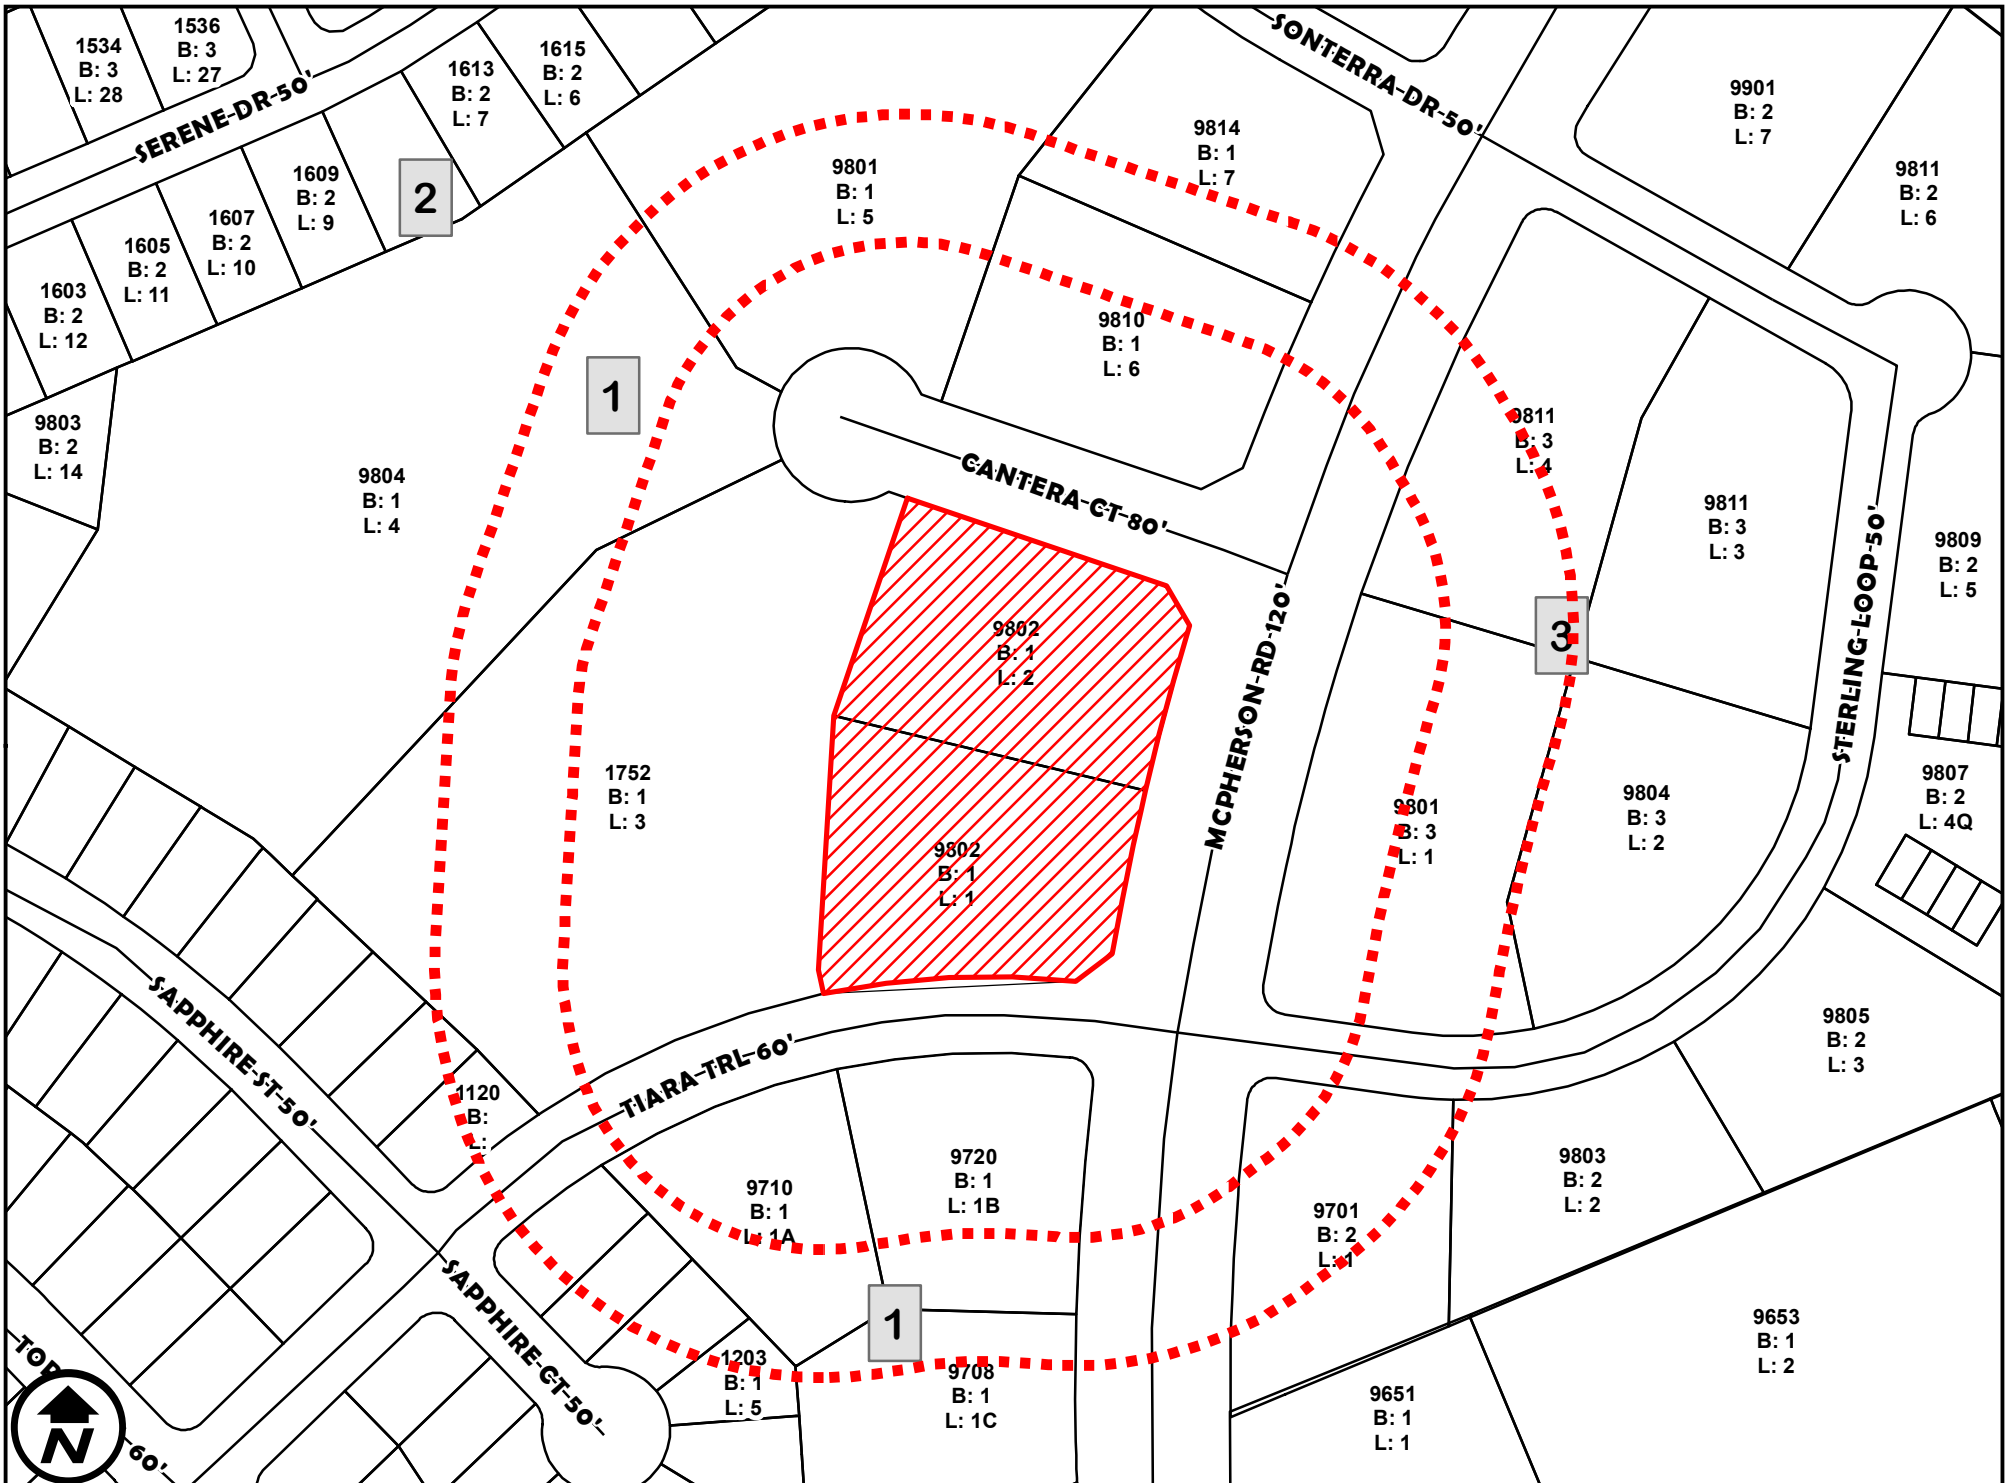 1534
B: 3
L: 28
1536
B: 3
L: 27
SERENE DR 50'
1613
B: 2
L: 7
1615
B: 2
L: 6
SONTERRA DR 50'
9901
B: 2
L: 7
9814
B: 1
L: 7
9801
B: 1
L: 5
9811
B: 2
L: 6
2
1609
B: 2
L: 9
1607
B: 2
L: 10
1605
B: 2
L: 11
1603
B: 2
L: 12
9810
B: 1
L: 6
1
9803
B: 2
L: 14
9804
B: 1
L: 4
CANTERA CT 80'
9811
B: 3
L: 4
9811
B: 3
L: 3
9809
B: 2
L: 5
STERLING LOOP 50'
9802
B: 1
L: 2
MCPHERSON RD 120'
3
1752
B: 1
L: 3
9802
B: 1
L: 1
9801
B: 3
L: 1
9804
B: 3
L: 2
9807
B: 2
L: 4Q
SAPPHIRE ST 50'
TIARA TRL 60'
1120
B:
L:
9805
B: 2
L: 3
9710
B: 1
L: 1A
9720
B: 1
L: 1B
9701
B: 2
L: 1
9803
B: 2
L: 2
SAPPHIRE CT 50'
1
1203
B: 1
L: 5
9708
B: 1
L: 1C
9653
B: 1
L: 2
9651
B: 1
L: 1
60'
N